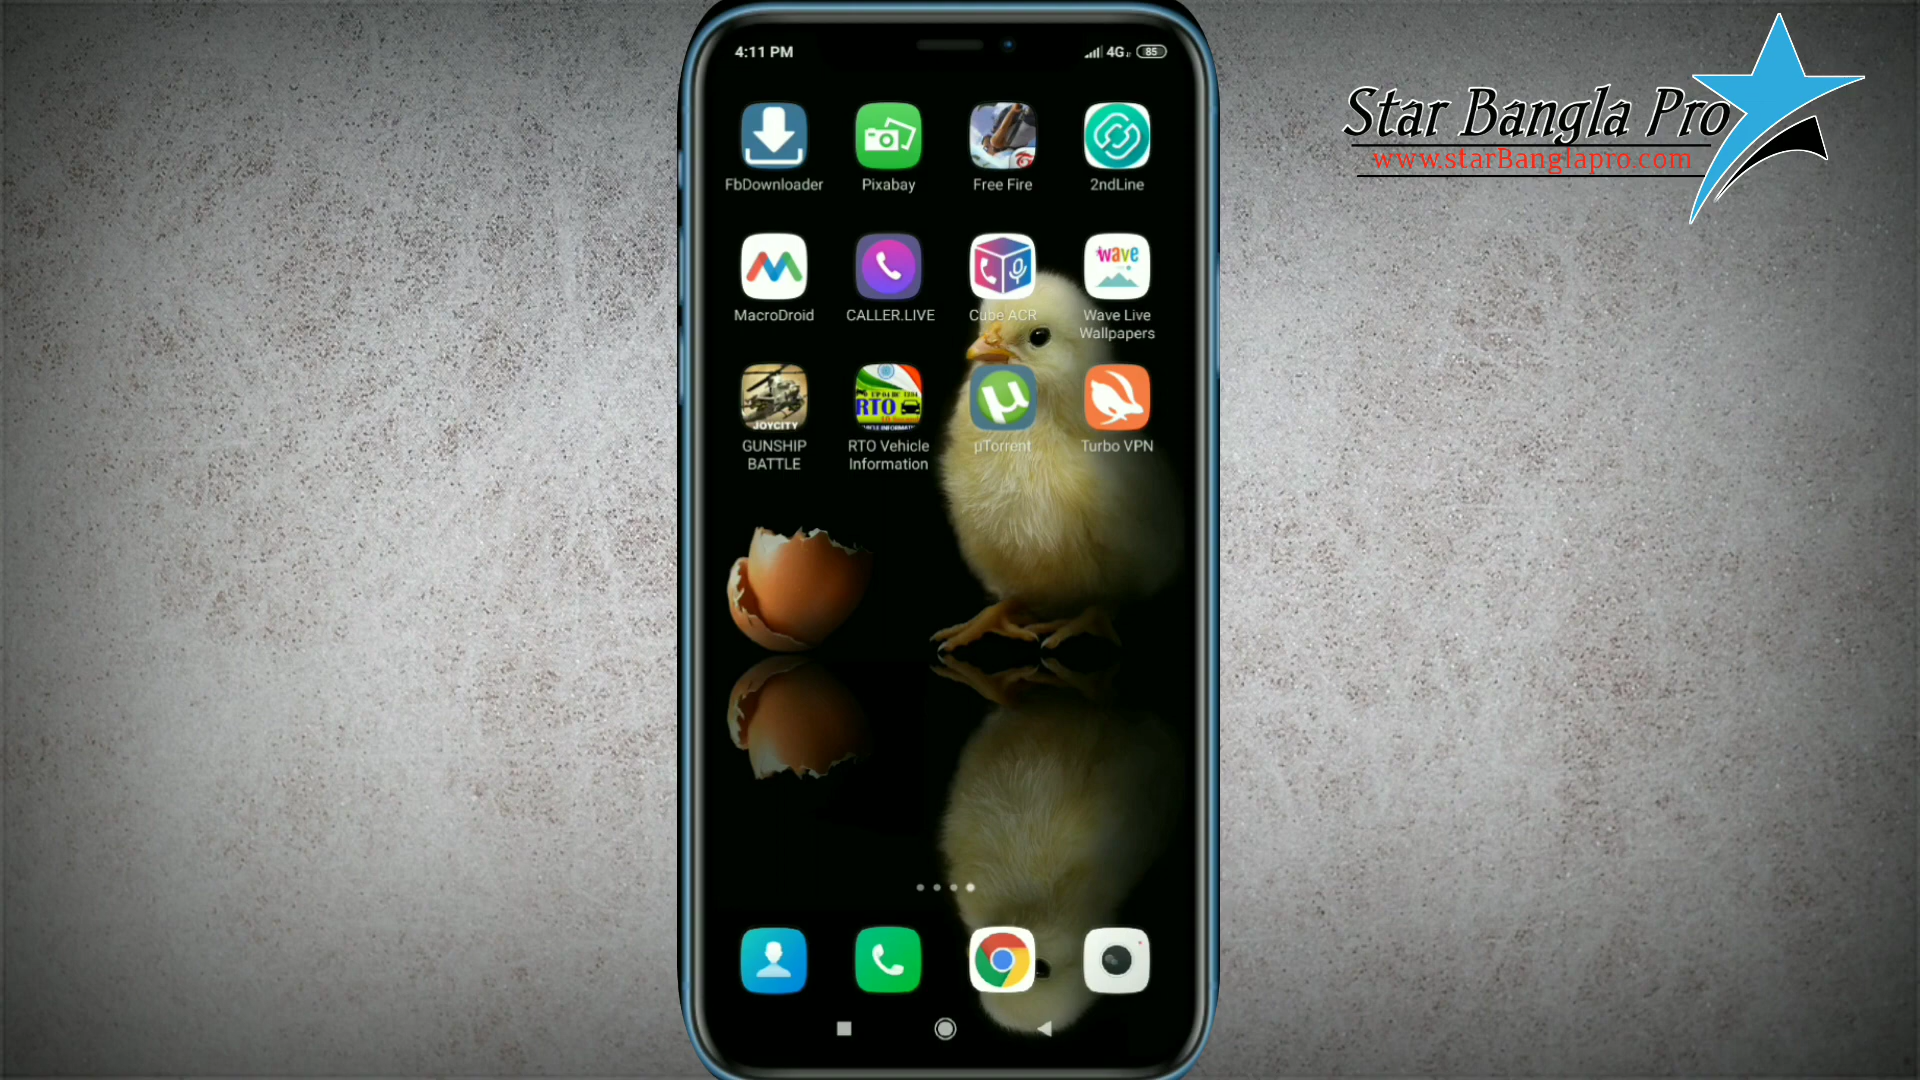 4:11 PM
4G
85
Star Bangla Pro
www.starBanglapro.com
FbDownloader
Pixabay
Free Fire
2ndLine
wave
MacroDroid
CALLER.LIVE
Cube ACR
Wave Live
Wallpapers
JOYCITY
RTO
GUNSHIP
BATTLE
RTO Vehicle
Information
µTorrent
Turbo VPN